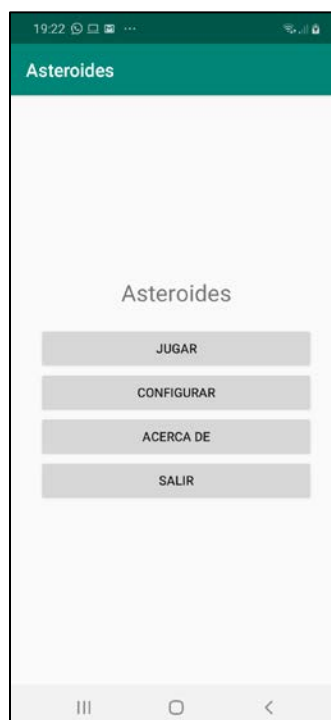 19:22
Asteroides
Asteroides
JUGAR
CONFIGURAR
ACERCA DE
SALIR